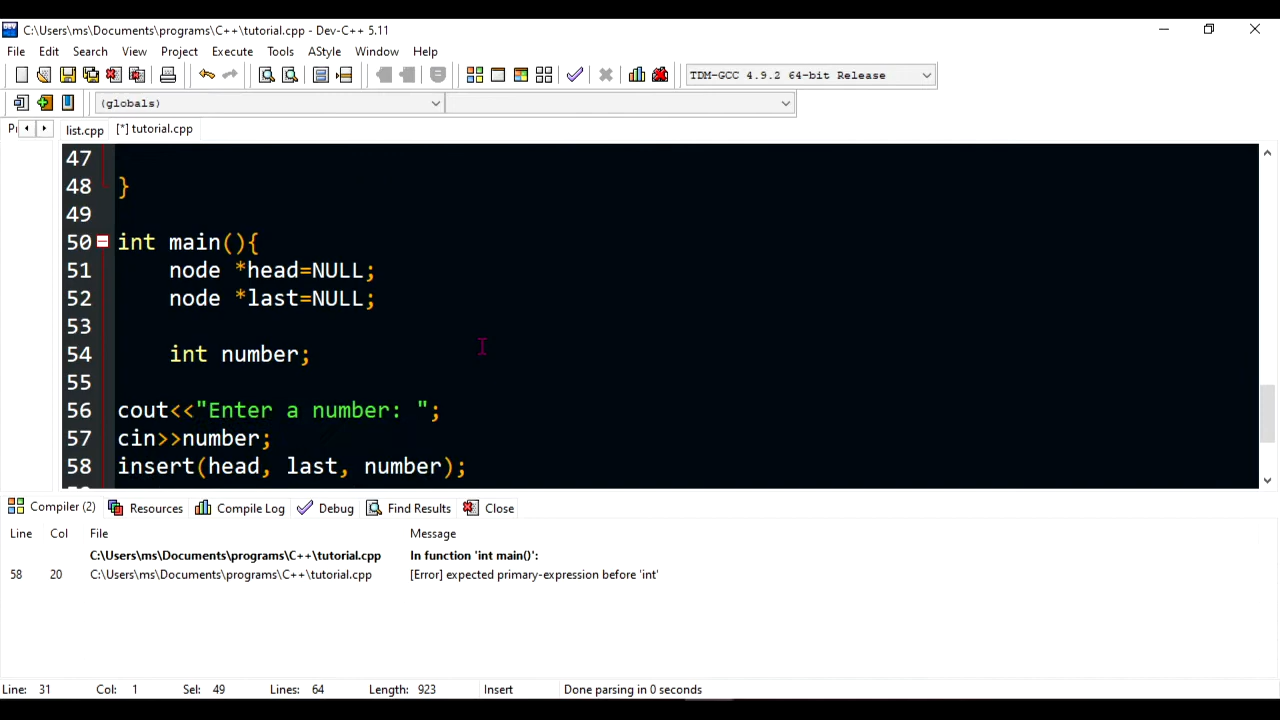 C:\Users\ms\Documents\programs\C++\tutorial.cpp - Dev-C++ 5.11
File Edit Search View Project Execute Tools AStyle Window Help
TDM-GCC 4.9.2 64-bit Release
(globals)
list.cpp [*] tutorial.cpp
47
48 }
49
50 int main(){
51 node *head=NULL;
52 node *last=NULL;
53
54 int number;
55
56 cout<<"Enter a number: ";
57 cin>>number;
58 insert(head, last, number);
Compiler (2) Resources Compile Log Debug Find Results Close
Line Col File Message
C:\Users\ms\Documents\programs\C++\tutorial.cpp In function 'int main()':
58 20 C:\Users\ms\Documents\programs\C++\tutorial.cpp [Error] expected primary-expression before 'int'
Line: 31 Col: 1 Sel: 49 Lines: 64 Length: 923 Insert Done parsing in 0 seconds